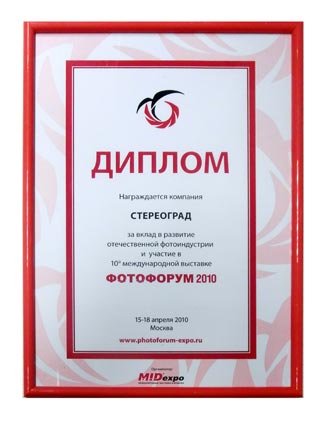 ДИПЛОМ
Награждается компания
СТЕРЕОГРАД
за вклад в развитие
отечественной фотоиндустрии
и участие в
10й международной выставке
ФОТОФОРУМ 2010
15-18 апреля 2010
Москва
www.photoforum-expo.ru
Организатор:
MIDexpo